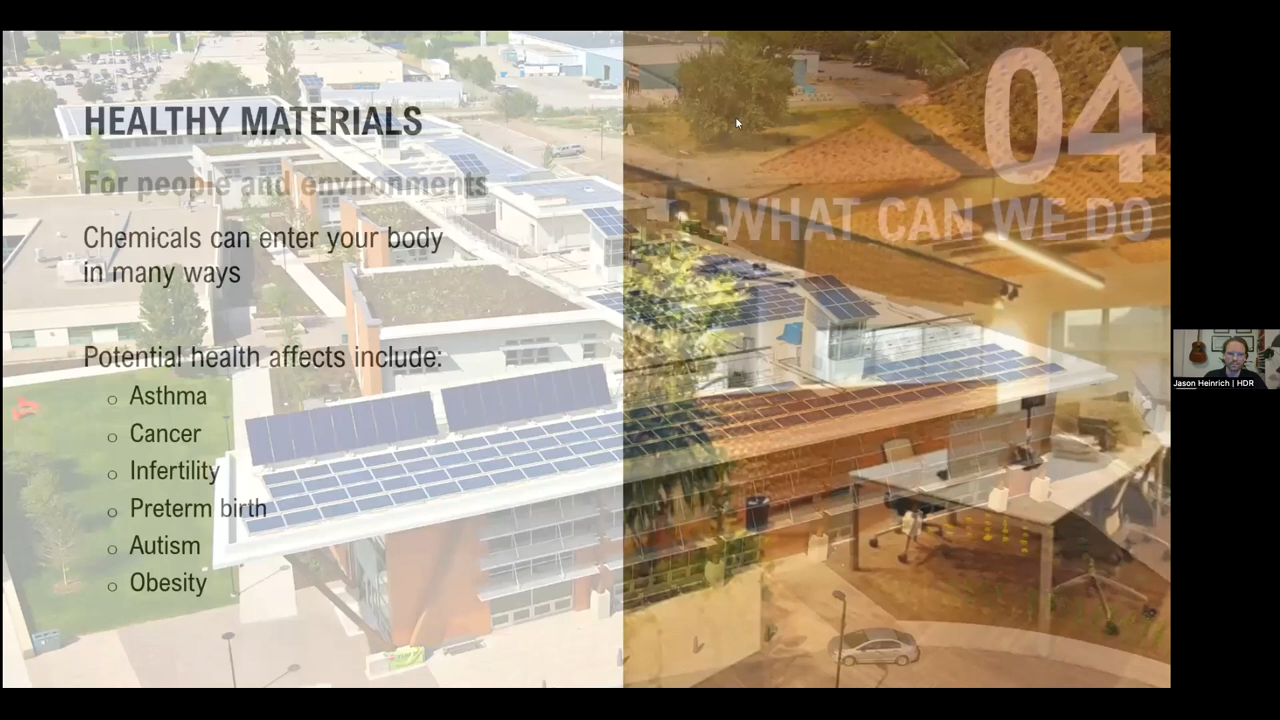 HEALTHY MATERIALS
For people and environments
Chemicals can enter your body
in many ways
Potential health affects include:
o Asthma
o Cancer
o Infertility
o Preterm birth
o Autism
o Obesity
04
WHAT CAN WE DO
Jason Heinrich | HDR